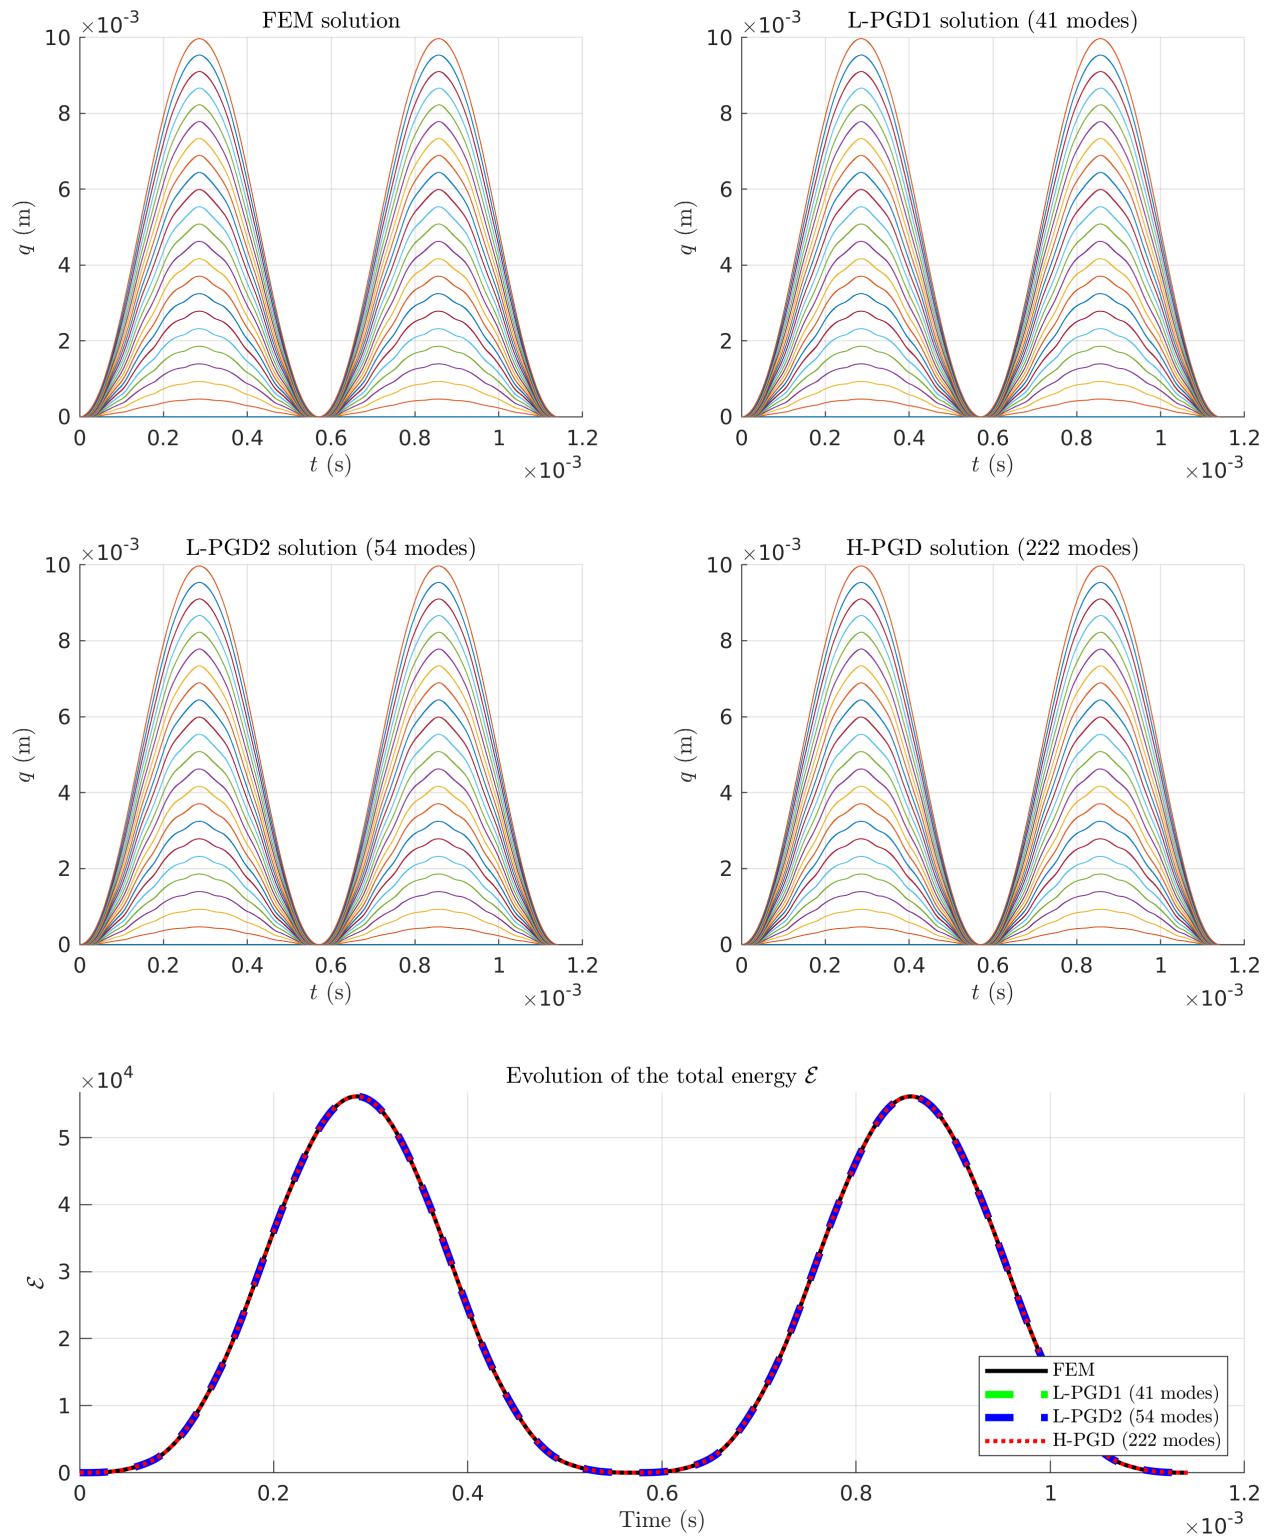 FEM solution
×10-3
10
8
6
4
2
0
q (m)
0 0.2 0.4 0.6 0.8 1 1.2
t (s)
×10-3
L-PGD1 solution (41 modes)
×10-3
10
8
6
4
2
0
q (m)
0 0.2 0.4 0.6 0.8 1 1.2
t (s)
×10-3
L-PGD2 solution (54 modes)
×10-3
10
8
6
4
2
0
q (m)
0 0.2 0.4 0.6 0.8 1 1.2
t (s)
×10-3
H-PGD solution (222 modes)
×10-3
10
8
6
4
2
0
q (m)
0 0.2 0.4 0.6 0.8 1 1.2
t (s)
×10-3
Evolution of the total energy ℰ
×104
5
4
3
2
1
0
ℰ
0 0.2 0.4 0.6 0.8 1 1.2
Time (s)
×10-3
FEM
L-PGD1 (41 modes)
L-PGD2 (54 modes)
H-PGD (222 modes)